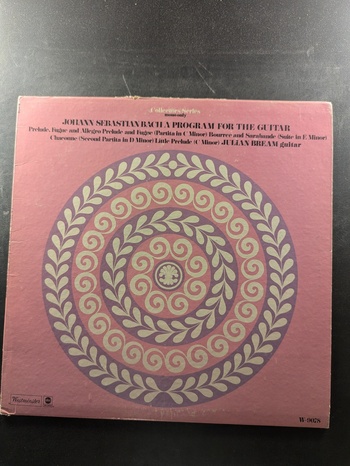 Collectors Series
mono only
JOHANN SEBASTIAN BACH A PROGRAM FOR THE GUITAR
Prelude, Fugue and Allegro Prelude and Fugue (Partita in C Minor) Bourree and Sarabande (Suite in E Minor)
Chaconne (Second Partita in D Minor) Little Prelude (C Minor) JULIAN BREAM guitar
Westminster abc
W-9078